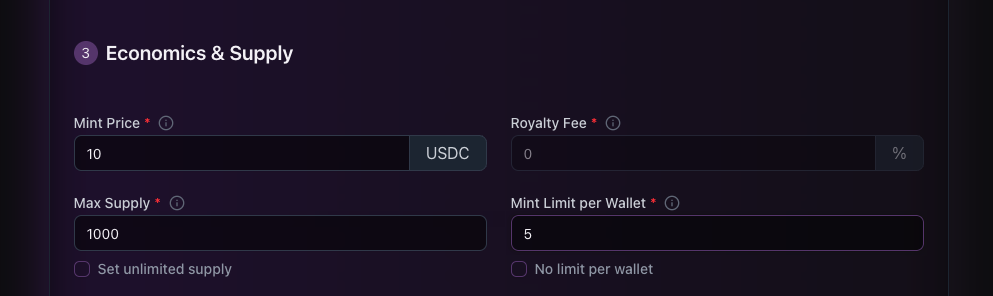 3 Economics & Supply
Mint Price * Royalty Fee *
10 USDC 0 %
Max Supply * Mint Limit per Wallet *
1000 5
Set unlimited supply No limit per wallet